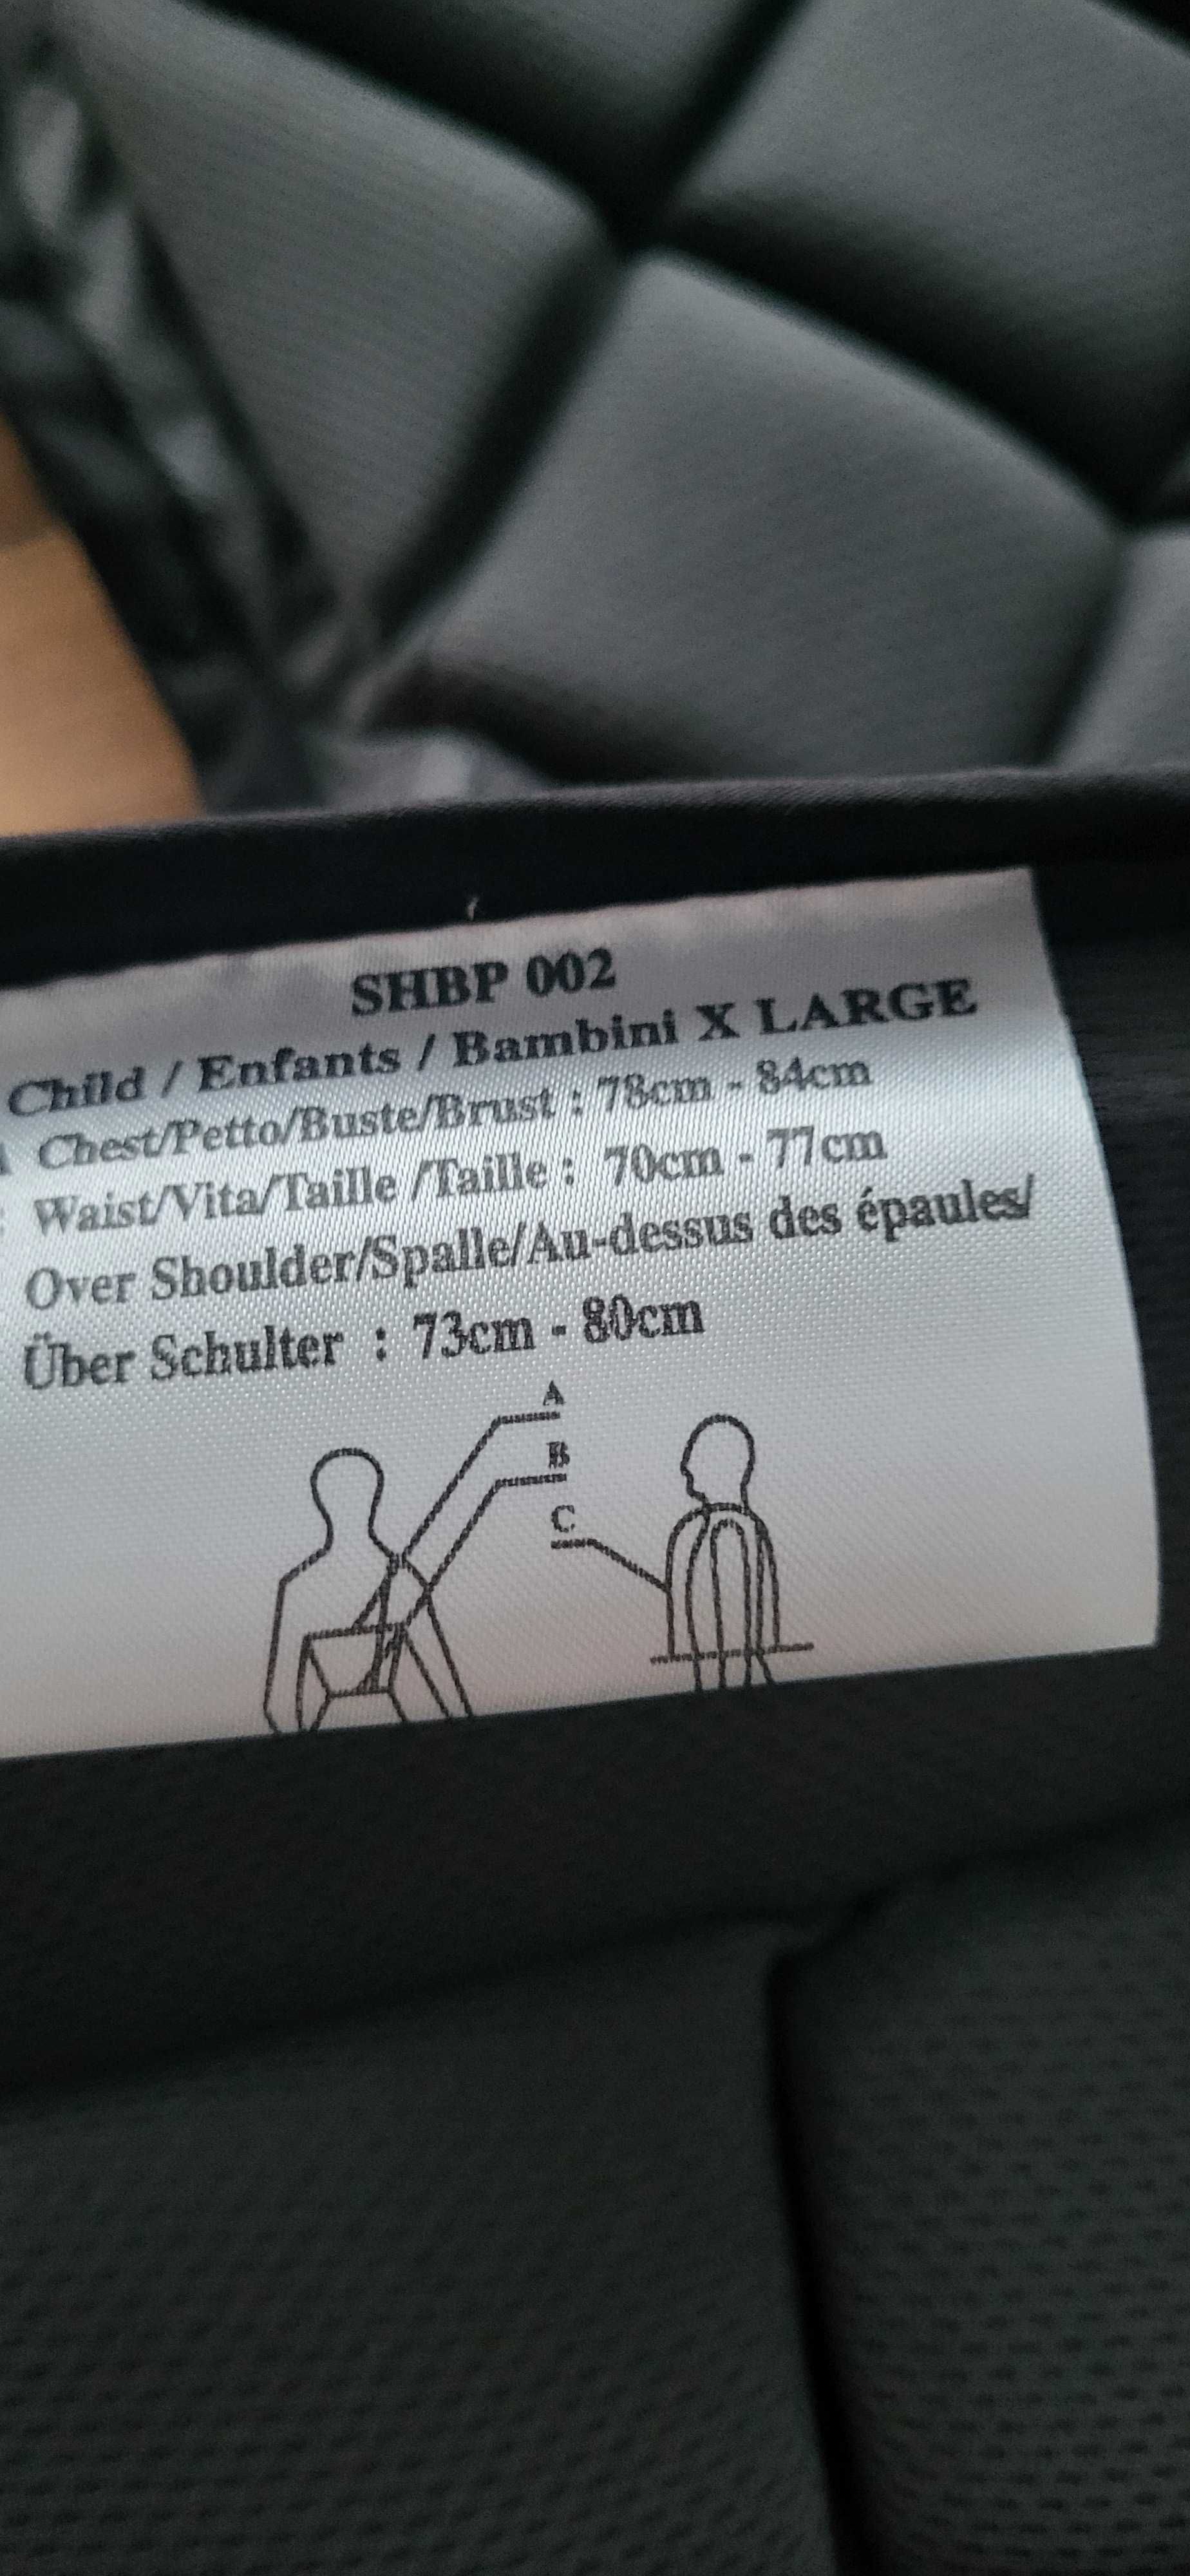 SHBP 002
Child / Enfants / Bambini X LARGE
Chest/Petto/Buste/Brust : 78cm - 84cm
Waist/Vita/Taille /Taille : 70cm - 77cm
Over Shoulder/Spalle/Au-dessus des épaules/
Über Schulter : 73cm - 80cm
A
B
C